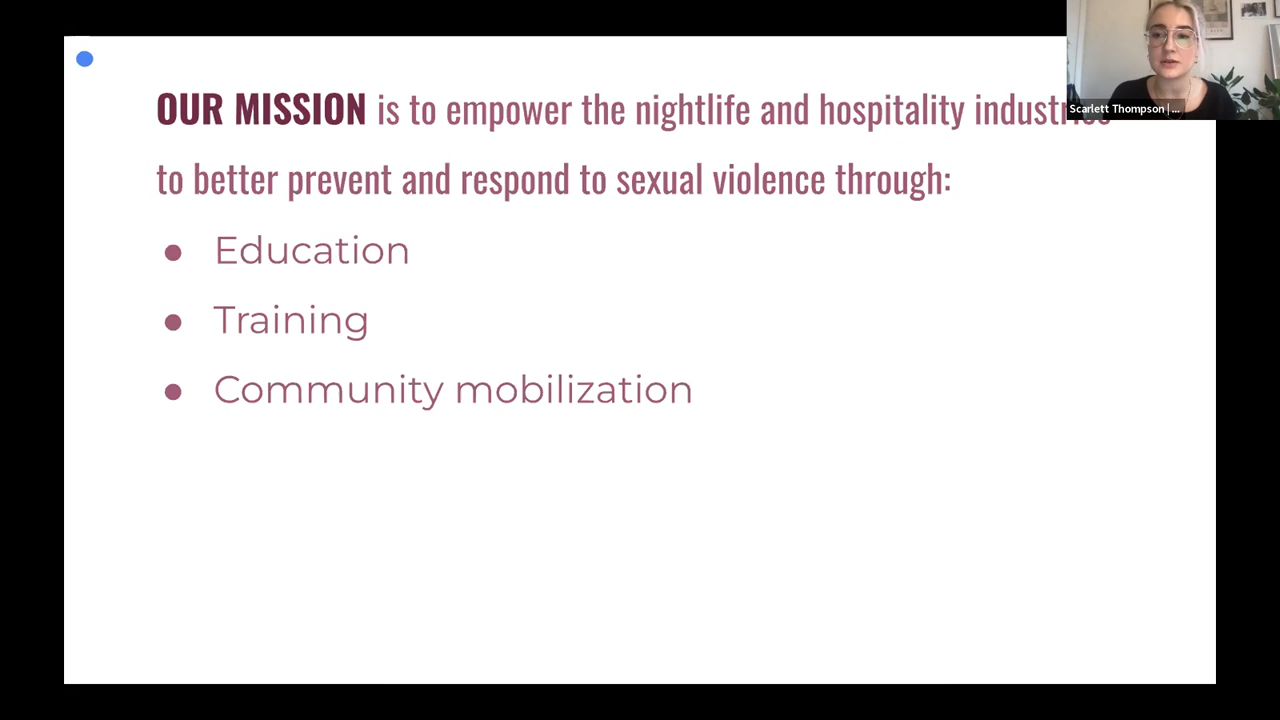 OUR MISSION is to empower the nightlife and hospitality industries
to better prevent and respond to sexual violence through:
● Education
● Training
● Community mobilization
Scarlett Thompson | ...